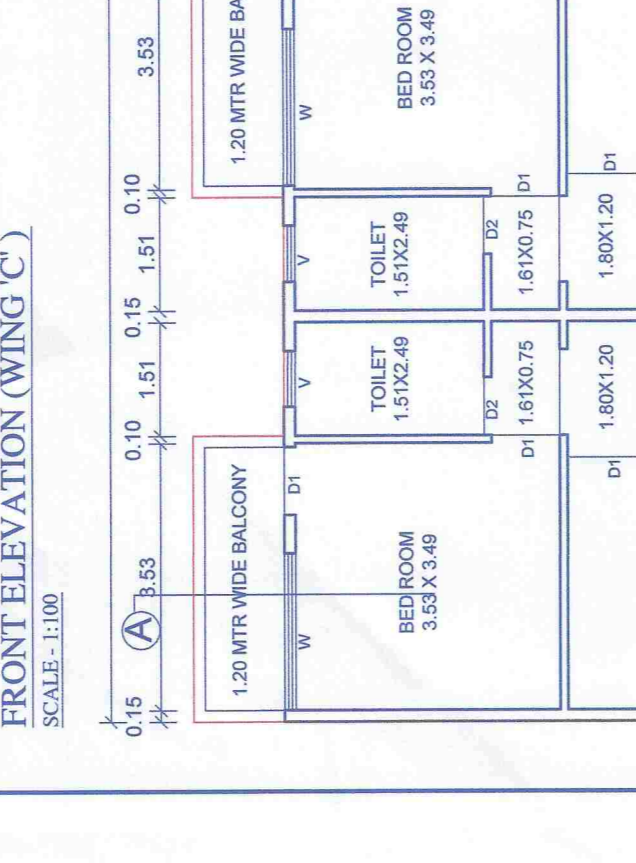 FRONT ELEVATION (WING 'C' )
SCALE - 1:100
0.15
3.53
0.10
1.51
0.15
1.51
0.10
3.53
A
1.20 MTR WIDE BALCONY
1.20 MTR WIDE BA
W
D1
V
V
W
BED ROOM
3.53 X 3.49
TOILET
1.51X2.49
TOILET
1.51X2.49
BED ROOM
3.53 X 3.49
D2
D2
D1
1.61X0.75
1.61X0.75
D1
D1
1.80X1.20
1.80X1.20
D1